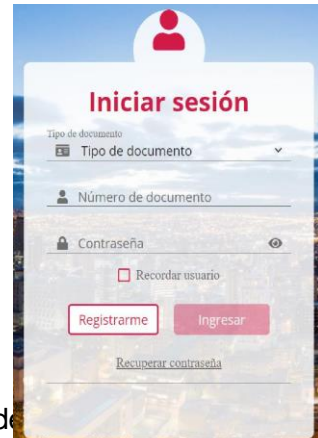 Iniciar sesión
Tipo de documento
Tipo de documento
Número de documento
Contraseña
Recordar usuario
Registrarme Ingresar
Recuperar contraseña